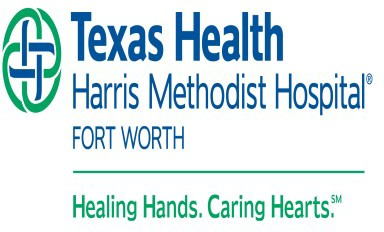 Texas Health
Harris Methodist Hospital®
FORT WORTH
Healing Hands. Caring Hearts.℠